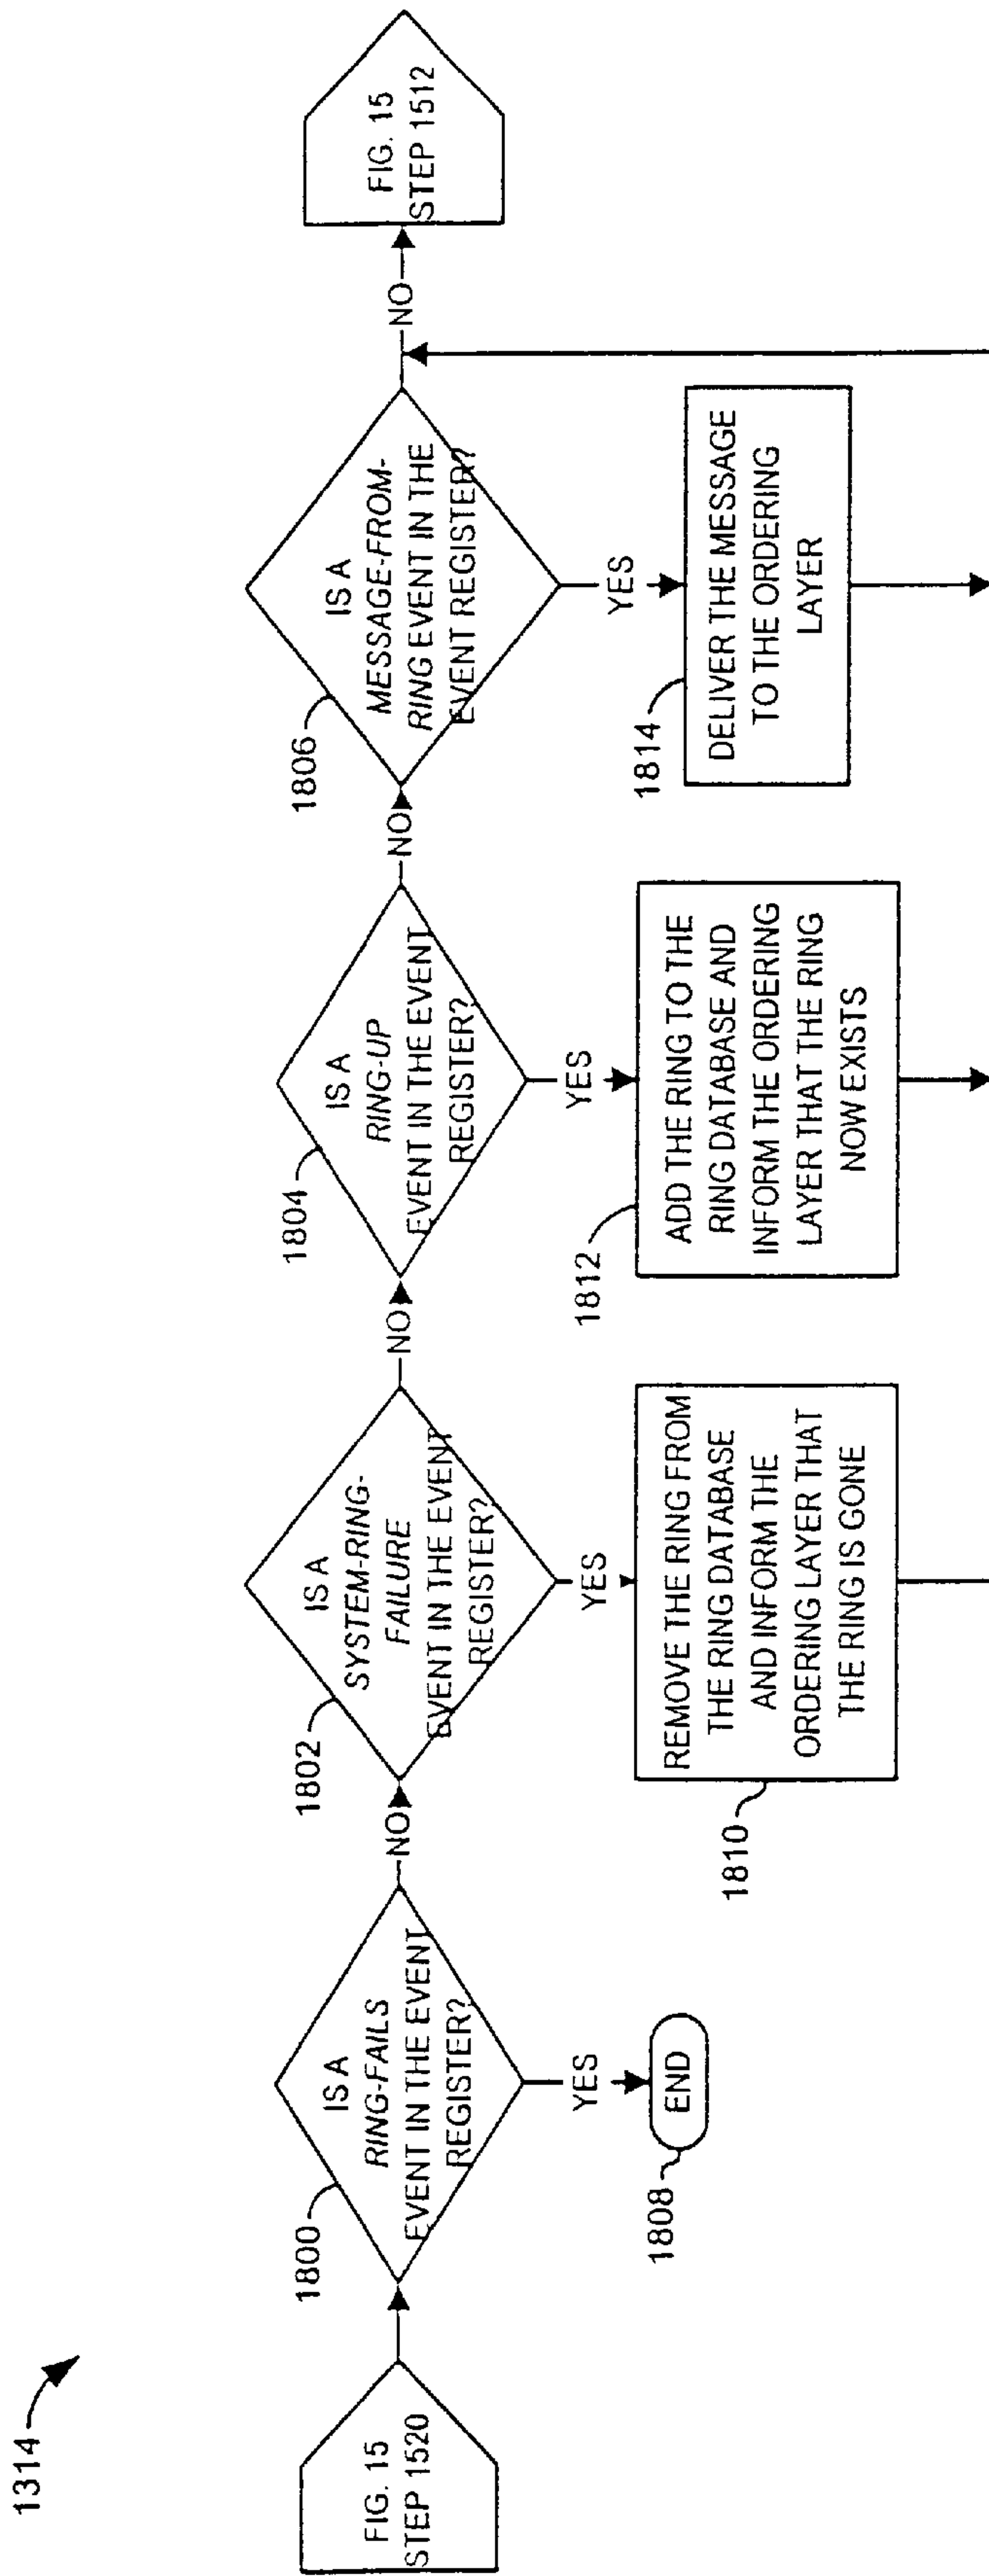 1314
FIG. 15
STEP 1520
1800
IS A
RING-FAILS
EVENT IN THE EVENT
REGISTER?
NO
YES
1808
END
1802
IS A
SYSTEM-RING-
FAILURE
EVENT IN THE EVENT
REGISTER?
NO
YES
1810
REMOVE THE RING FROM
THE RING DATABASE
AND INFORM THE
ORDERING LAYER THAT
THE RING IS GONE
1804
IS A
RING-UP
EVENT IN THE EVENT
REGISTER?
NO
YES
1812
ADD THE RING TO THE
RING DATABASE AND
INFORM THE ORDERING
LAYER THAT THE RING
NOW EXISTS
1806
IS A
MESSAGE-FROM-
RING EVENT IN THE
EVENT REGISTER?
NO
YES
1814
DELIVER THE MESSAGE
TO THE ORDERING
LAYER
FIG. 15
STEP 1512